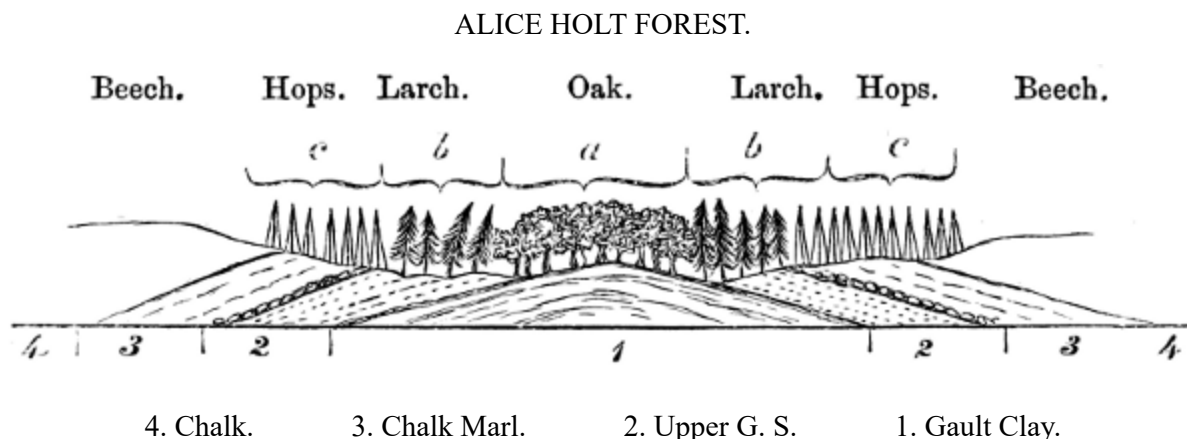 ALICE HOLT FOREST.
Beech. Hops. Larch. Oak. Larch. Hops. Beech.
c b a b c
4 3 2 1 2 3 4
4. Chalk. 3. Chalk Marl. 2. Upper G. S. 1. Gault Clay.